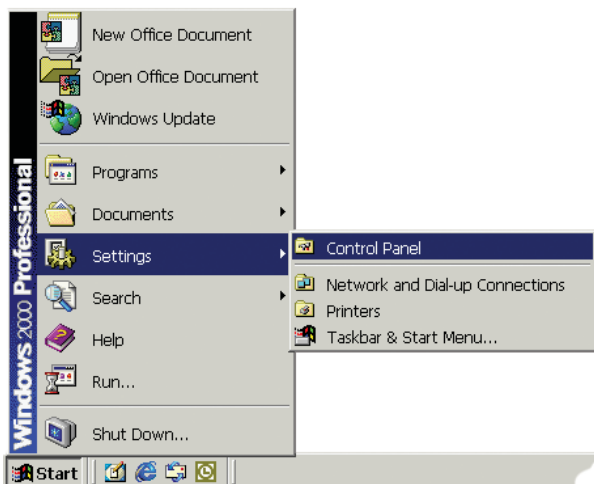 New Office Document
Open Office Document
Windows Update
Programs
Documents
Settings
Search
Help
Run...
Shut Down...
Control Panel
Network and Dial-up Connections
Printers
Taskbar & Start Menu...
Windows 2000 Professional
Start